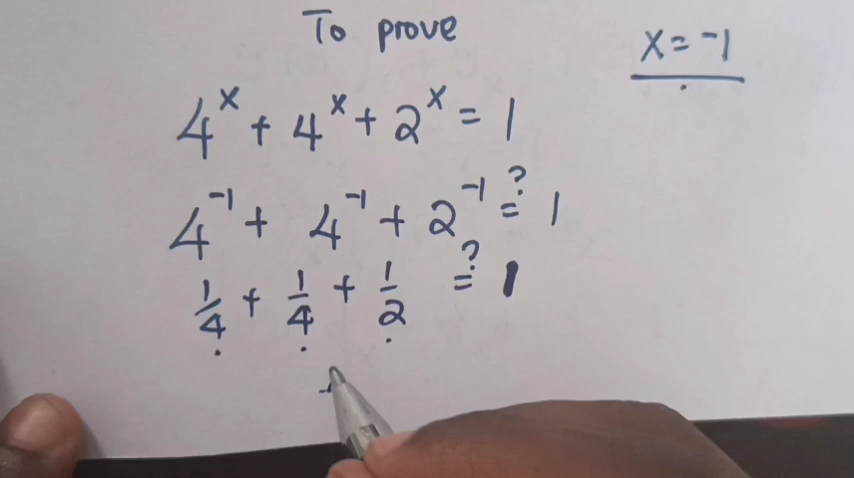 To prove
x = -1
4^x + 4^x + 2^x = 1
4^-1 + 4^-1 + 2^-1 =? 1
1/4 + 1/4 + 1/2 =? 1